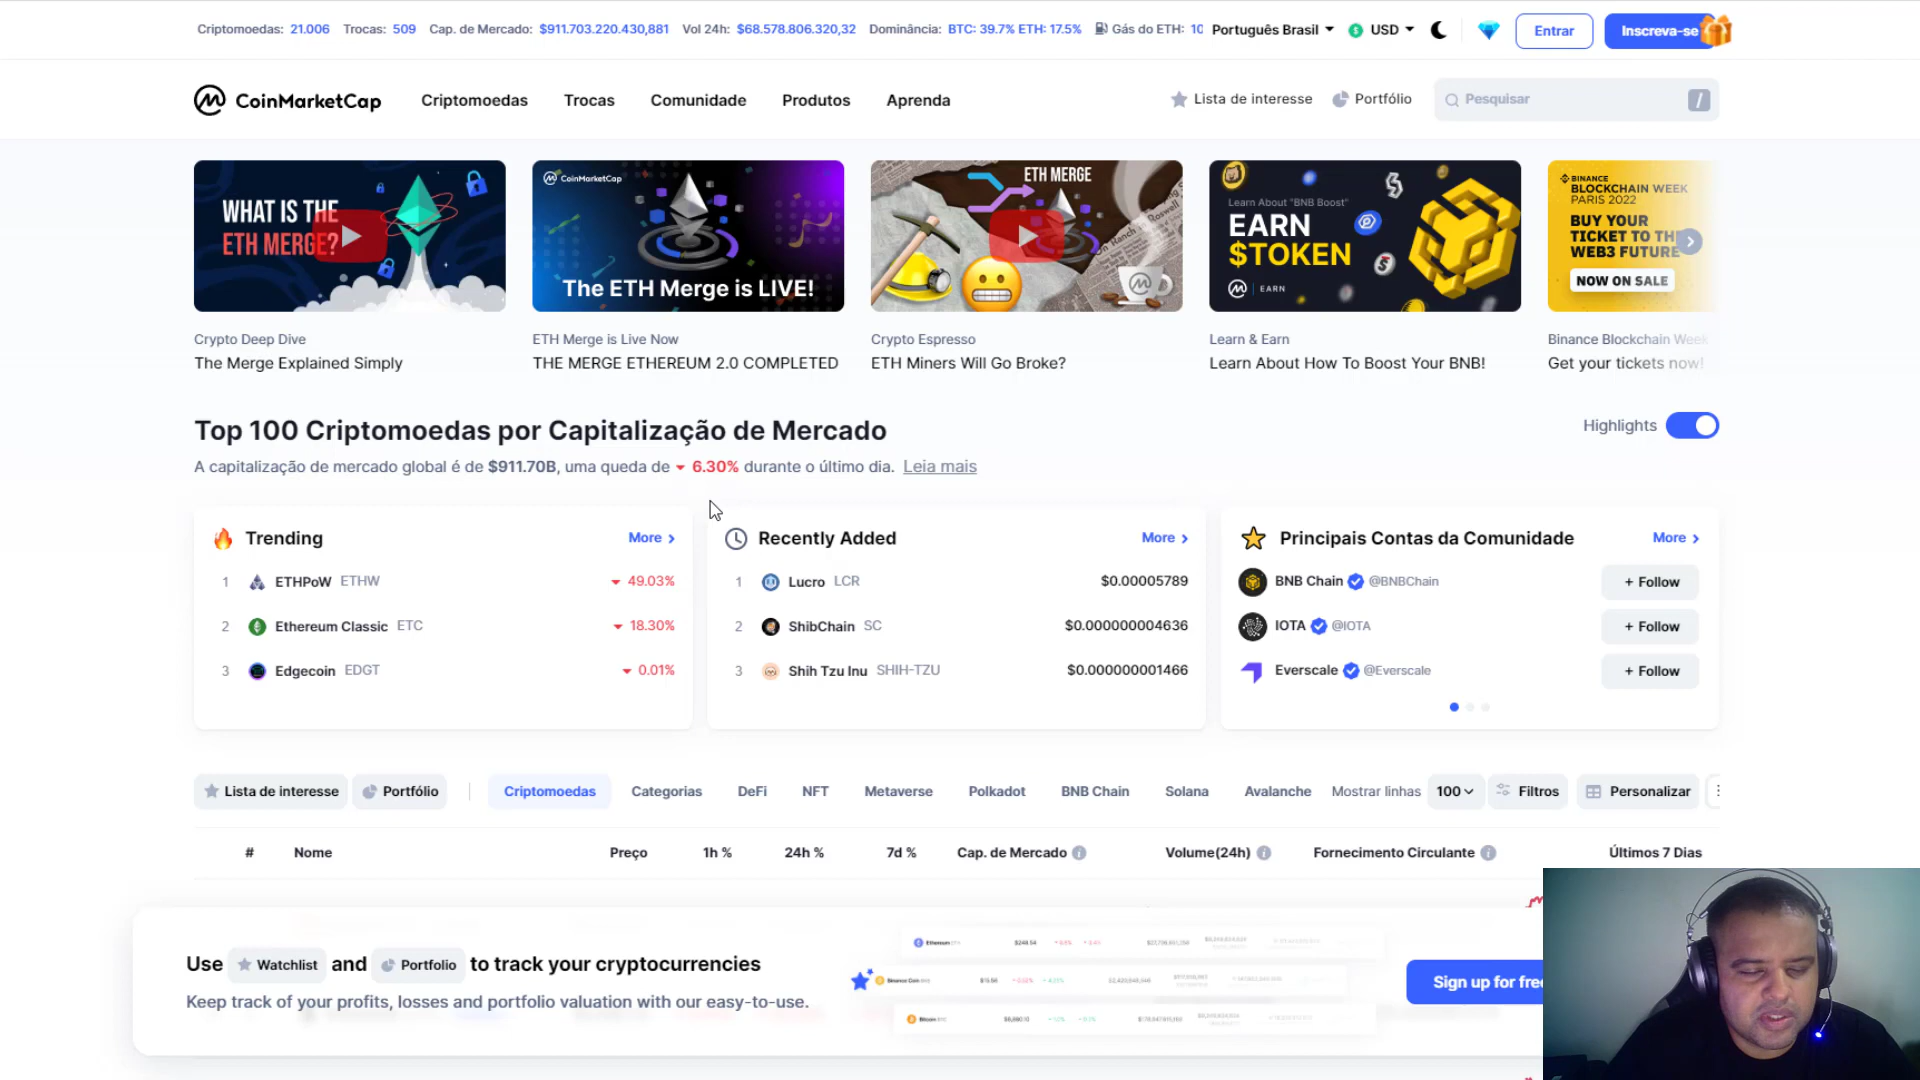 Criptomoedas: 21.006 Trocas: 509 Cap. de Mercado: $911.703.220.430,881 Vol 24h: $68.578.806.320,32 Dominância: BTC: 39.7% ETH: 17.5% Gás do ETH: 10 Português Brasil USD Entrar Inscreva-se
CoinMarketCap Criptomoedas Trocas Comunidade Produtos Aprenda Lista de interesse Portfólio Pesquisar /
WHAT IS THE
ETH MERGE?
CoinMarketCap
The ETH Merge is LIVE!
ETH MERGE
Learn About "BNB Boost"
EARN
$TOKEN
EARN
BINANCE
BLOCKCHAIN WEEK
PARIS 2022
BUY YOUR
TICKET TO TH
WEB3 FUTURE
NOW ON SALE
Crypto Deep Dive
The Merge Explained Simply
ETH Merge is Live Now
THE MERGE ETHEREUM 2.0 COMPLETED
Crypto Espresso
ETH Miners Will Go Broke?
Learn & Earn
Learn About How To Boost Your BNB!
Binance Blockchain Week
Get your tickets now!
Top 100 Criptomoedas por Capitalização de Mercado
Highlights
A capitalização de mercado global é de $911.70B, uma queda de 6.30% durante o último dia. Leia mais
Trending More
1 ETHPoW ETHW 49.03%
2 Ethereum Classic ETC 18.30%
3 Edgecoin EDGT 0.01%
Recently Added More
1 Lucro LCR $0.00005789
2 ShibChain SC $0.000000004636
3 Shih Tzu Inu SHIH-TZU $0.000000001466
Principais Contas da Comunidade More
BNB Chain @BNBChain + Follow
IOTA @IOTA + Follow
Everscale @Everscale + Follow
Lista de interesse Portfólio Criptomoedas Categorias DeFi NFT Metaverse Polkadot BNB Chain Solana Avalanche Mostrar linhas 100 Filtros Personalizar
# Nome Preço 1h % 24h % 7d % Cap. de Mercado Volume(24h) Fornecimento Circulante Últimos 7 Dias
Use Watchlist and Portfolio to track your cryptocurrencies
Keep track of your profits, losses and portfolio valuation with our easy-to-use.
Sign up for free